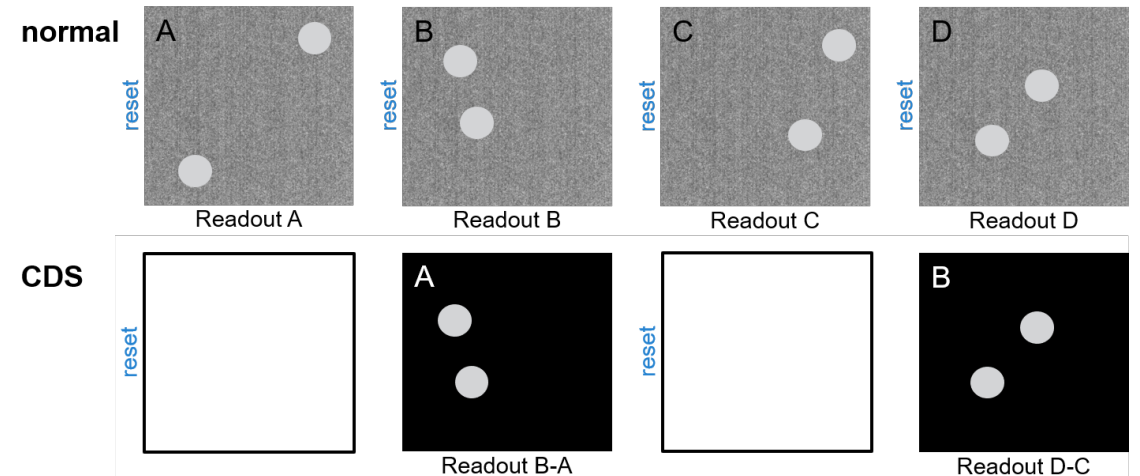 normal
reset
A
Readout A
reset
B
Readout B
reset
C
Readout C
reset
D
Readout D
CDS
reset
A
Readout B-A
reset
B
Readout D-C